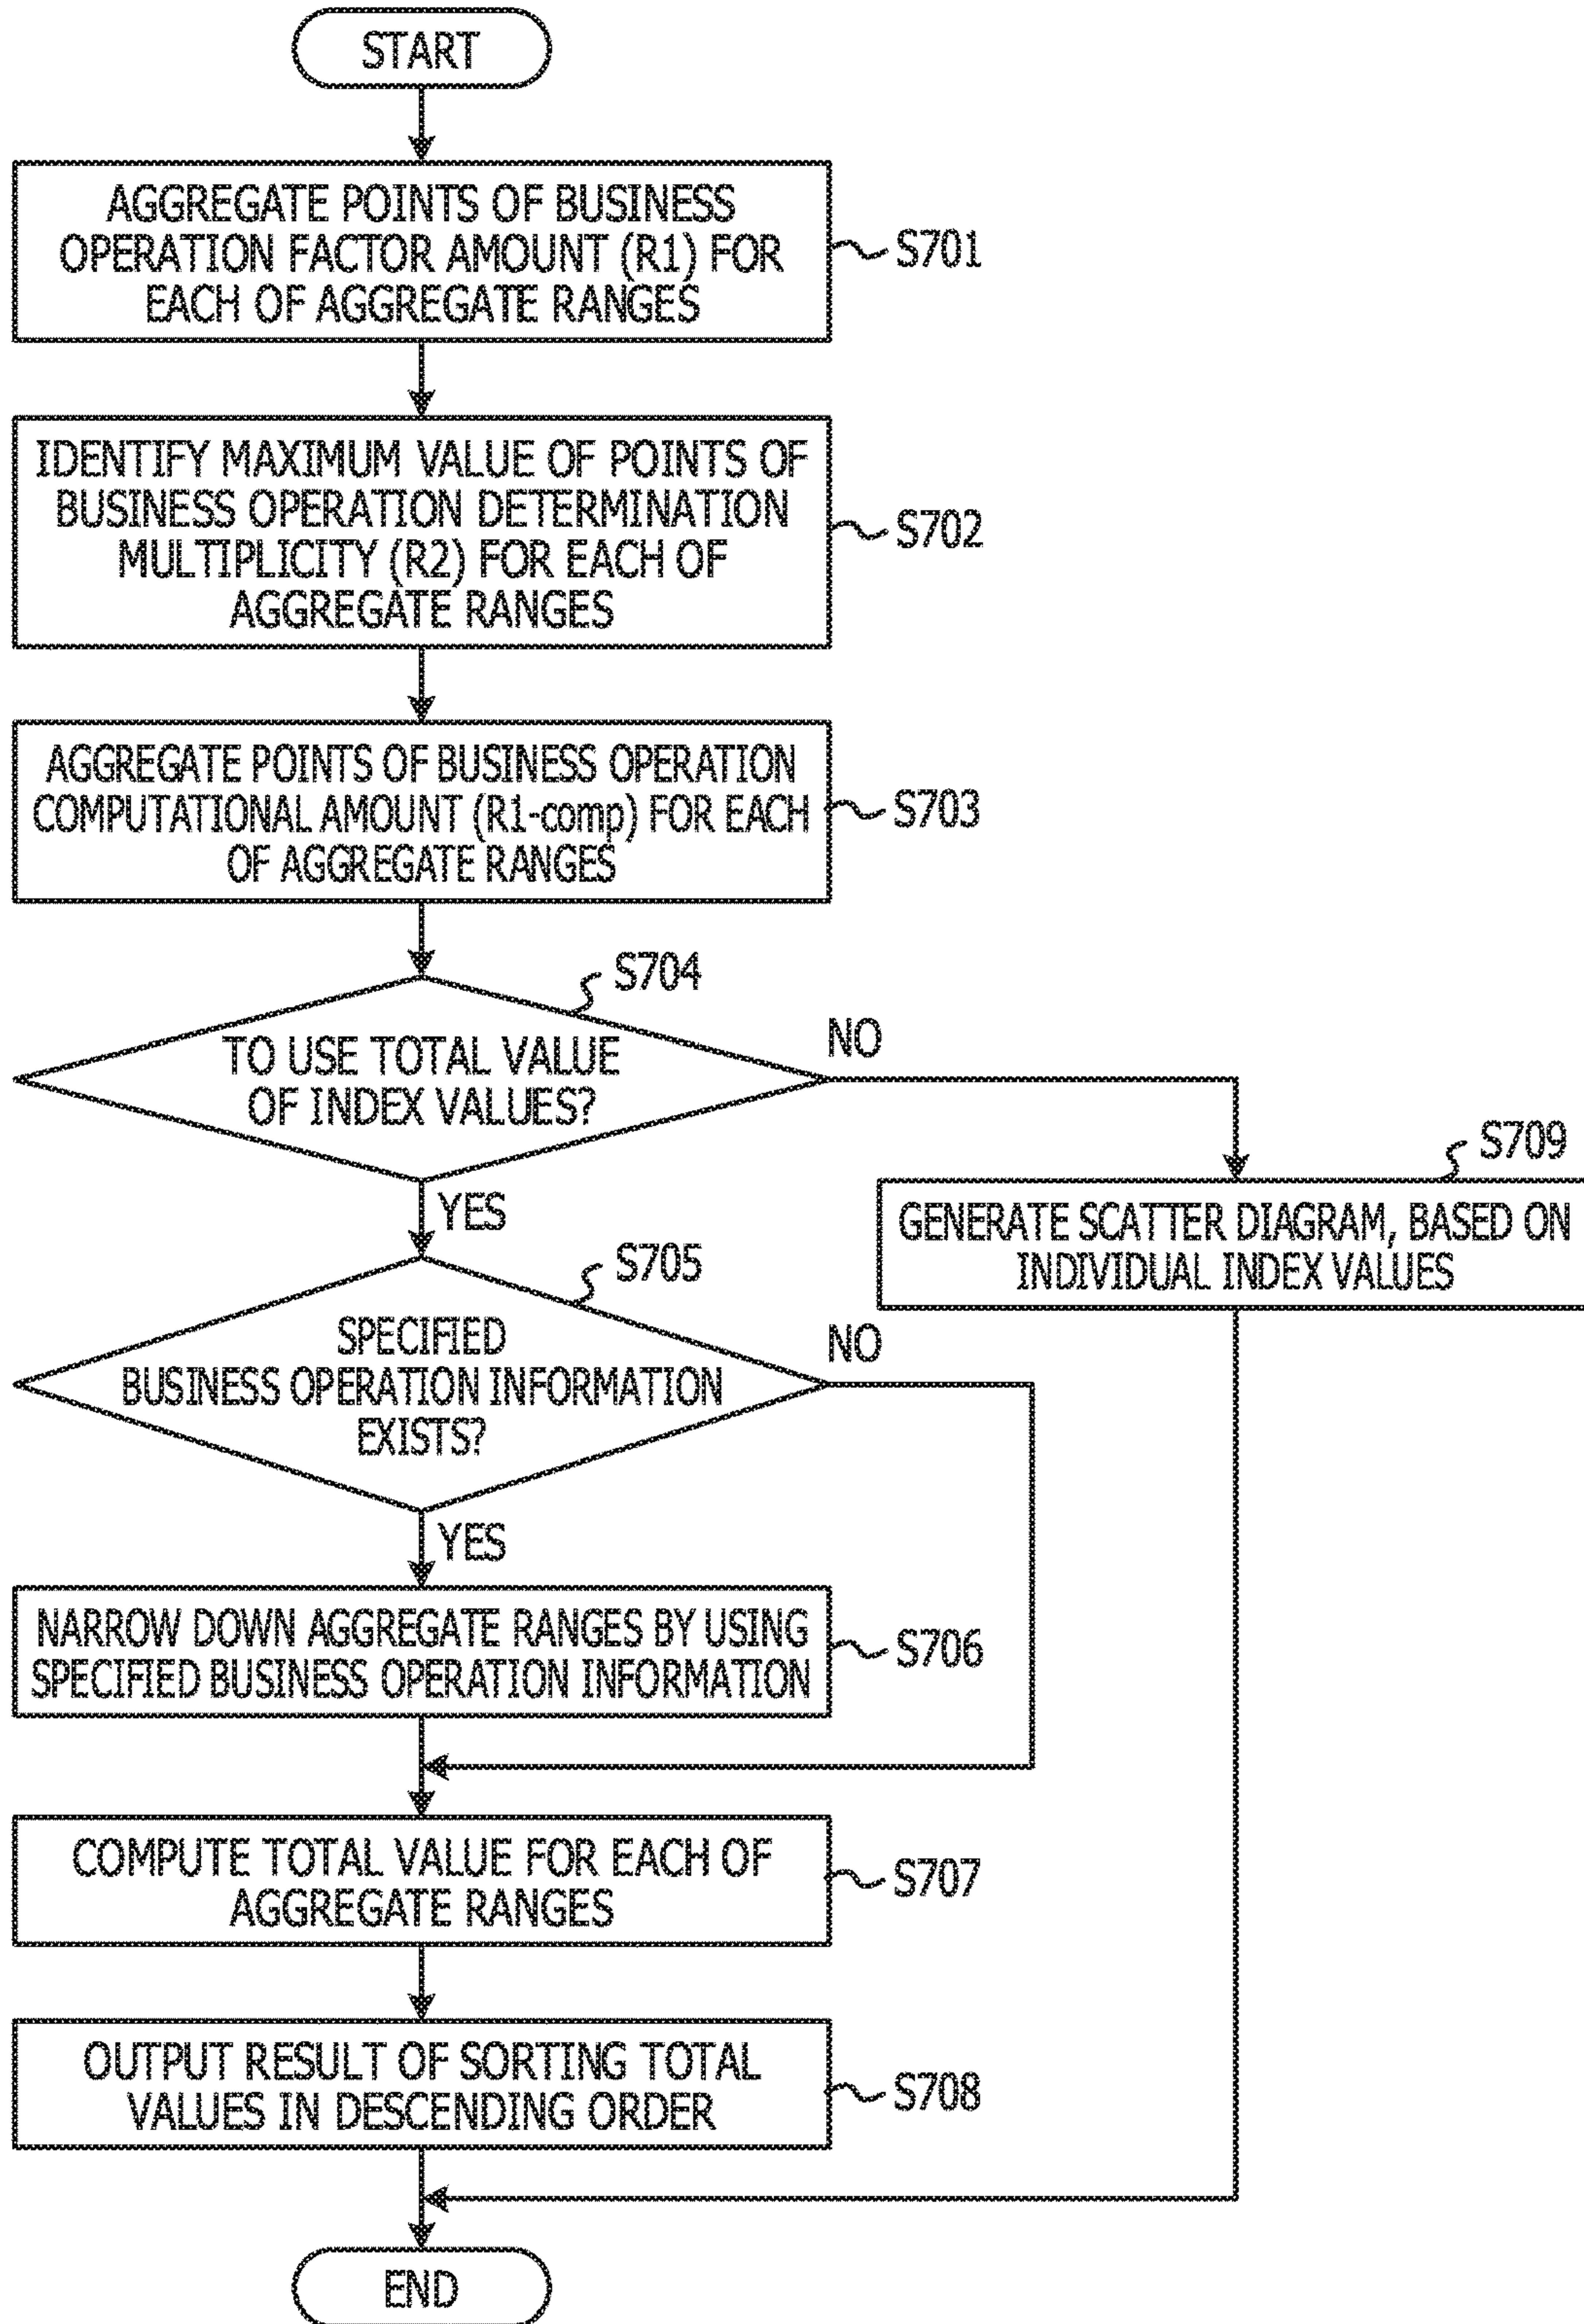 START
AGGREGATE POINTS OF BUSINESS
OPERATION FACTOR AMOUNT (R1) FOR
EACH OF AGGREGATE RANGES
S701
IDENTIFY MAXIMUM VALUE OF POINTS OF
BUSINESS OPERATION DETERMINATION
MULTIPLICITY (R2) FOR EACH OF
AGGREGATE RANGES
S702
AGGREGATE POINTS OF BUSINESS OPERATION
COMPUTATIONAL AMOUNT (R1-comp) FOR EACH
OF AGGREGATE RANGES
S703
S704
TO USE TOTAL VALUE
OF INDEX VALUES?
NO
YES
S709
GENERATE SCATTER DIAGRAM, BASED ON
INDIVIDUAL INDEX VALUES
S705
SPECIFIED
BUSINESS OPERATION INFORMATION
EXISTS?
NO
YES
NARROW DOWN AGGREGATE RANGES BY USING
SPECIFIED BUSINESS OPERATION INFORMATION
S706
COMPUTE TOTAL VALUE FOR EACH OF
AGGREGATE RANGES
S707
OUTPUT RESULT OF SORTING TOTAL
VALUES IN DESCENDING ORDER
S708
END